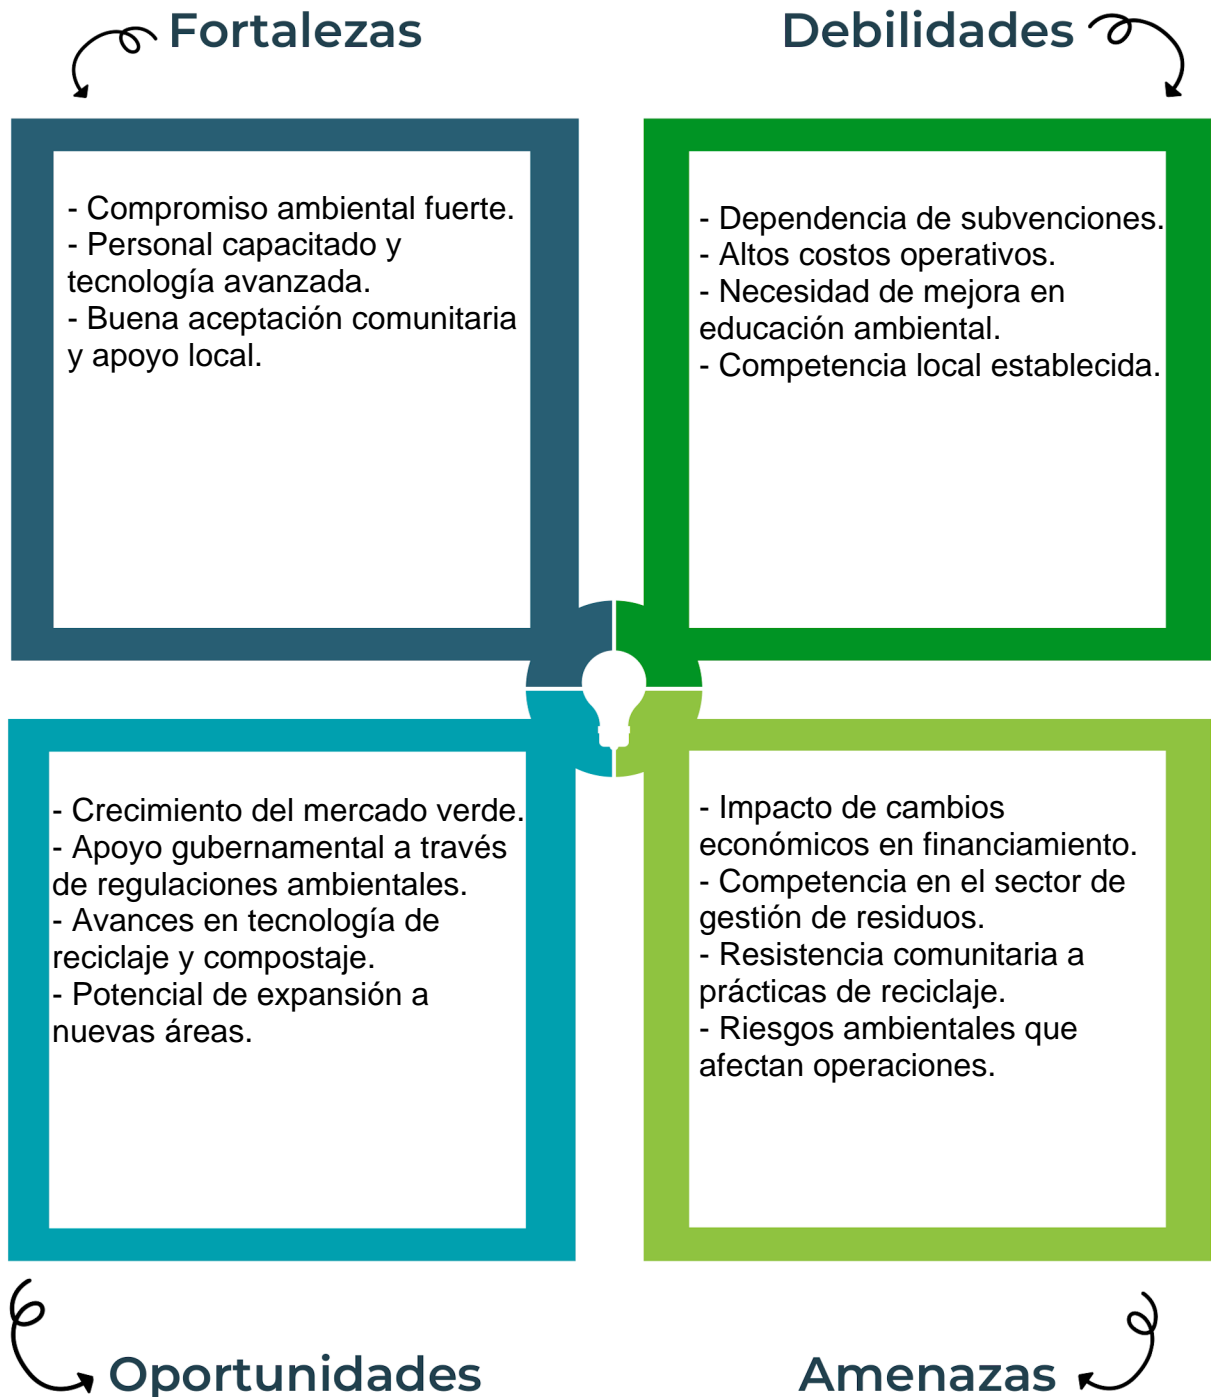 Fortalezas
- Compromiso ambiental fuerte.
- Personal capacitado y
tecnología avanzada.
- Buena aceptación comunitaria
y apoyo local.
Debilidades
- Dependencia de subvenciones.
- Altos costos operativos.
- Necesidad de mejora en
educación ambiental.
- Competencia local establecida.
- Crecimiento del mercado verde.
- Apoyo gubernamental a través
de regulaciones ambientales.
- Avances en tecnología de
reciclaje y compostaje.
- Potencial de expansión a
nuevas áreas.
Oportunidades
- Impacto de cambios
económicos en financiamiento.
- Competencia en el sector de
gestión de residuos.
- Resistencia comunitaria a
prácticas de reciclaje.
- Riesgos ambientales que
afectan operaciones.
Amenazas